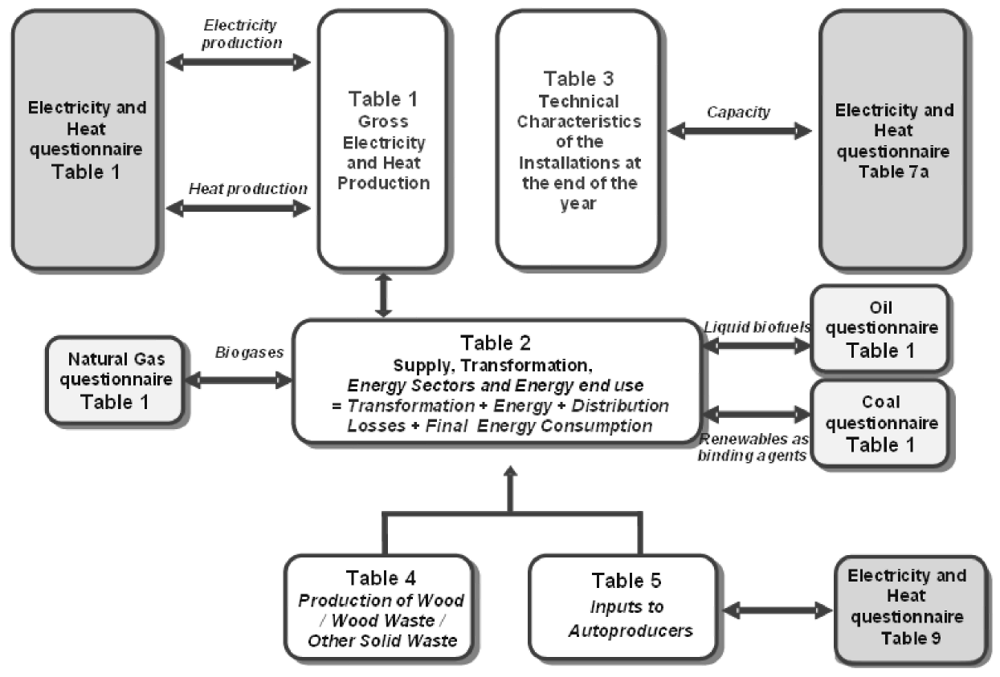 Electricity and
Heat
questionnaire
Table 1
Electricity
production
Heat production
Table 1
Gross
Electricity
and Heat
Production
Table 3
Technical
Characteristics
of the
Installations at
the end of the
year
Capacity
Electricity and
Heat
questionnaire
Table 7a
Natural Gas
questionnaire
Table 1
Biogases
Table 2
Supply, Transformation,
Energy Sectors and Energy end use
= Transformation + Energy + Distribution
Losses + Final Energy Consumption
Liquid biofuels
Oil
questionnaire
Table 1
Renewables as
binding agents
Coal
questionnaire
Table 1
Table 4
Production of Wood
/ Wood Waste /
Other Solid Waste
Table 5
Inputs to
Autoproducers
Electricity and
Heat
questionnaire
Table 9